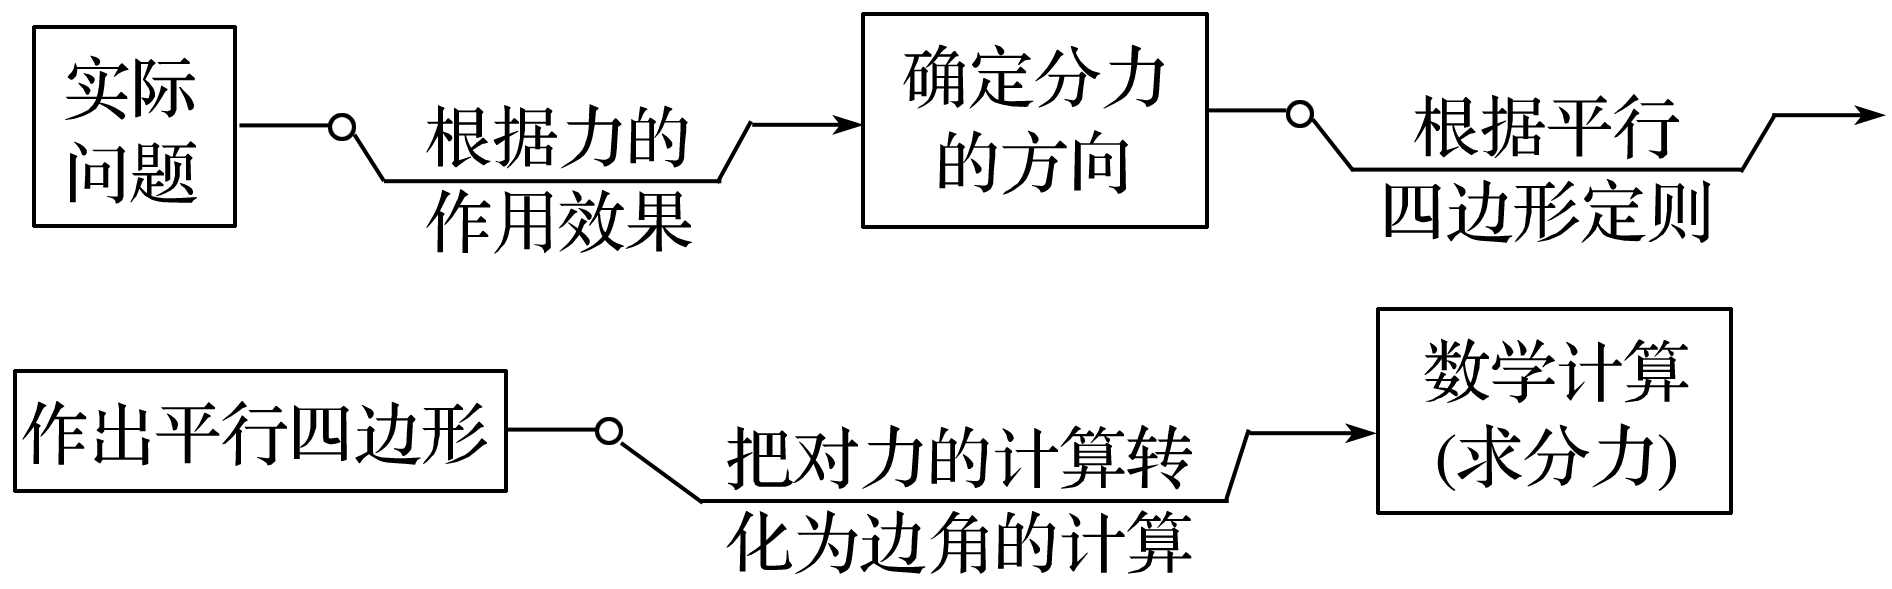 实际
问题
根据力的
作用效果
确定分力
的方向
根据平行
四边形定则
作出平行四边形
把对力的计算转
化为边角的计算
数学计算
(求分力)